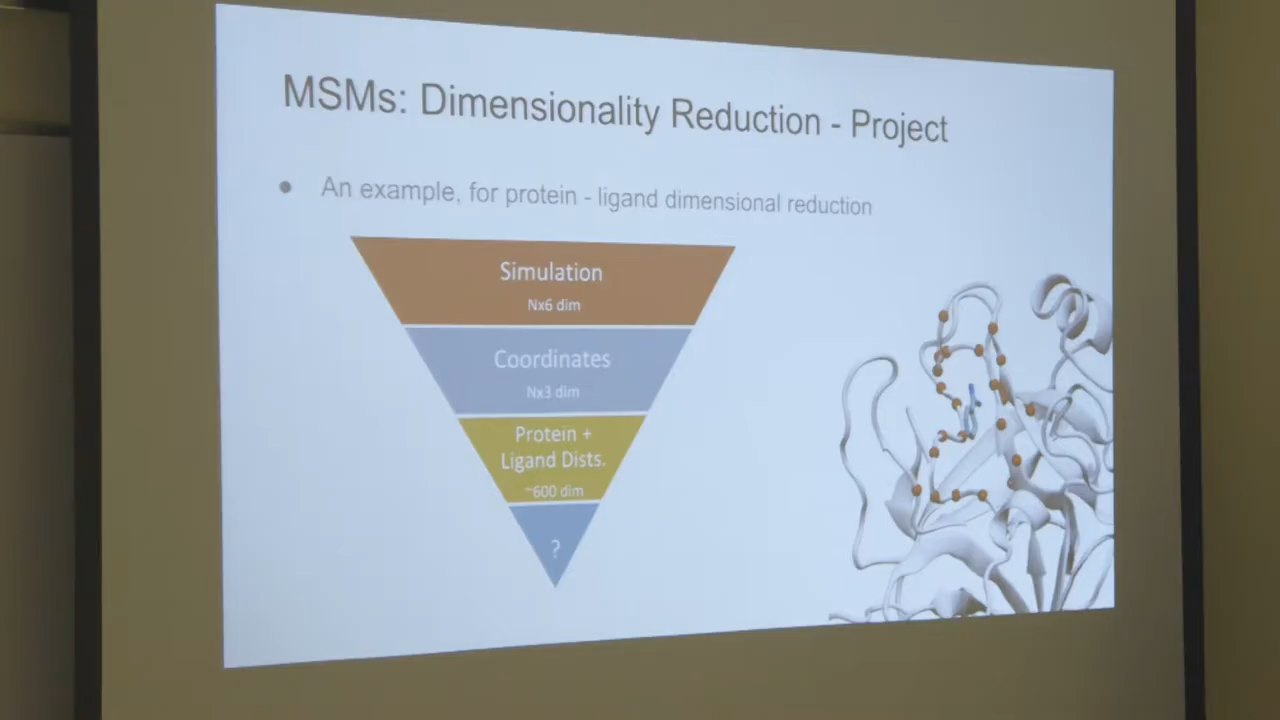 MSMs: Dimensionality Reduction - Project
● An example, for protein - ligand dimensional reduction
Simulation
Nx6 dim
Coordinates
Nx3 dim
Protein +
Ligand Dists.
~600 dim
?